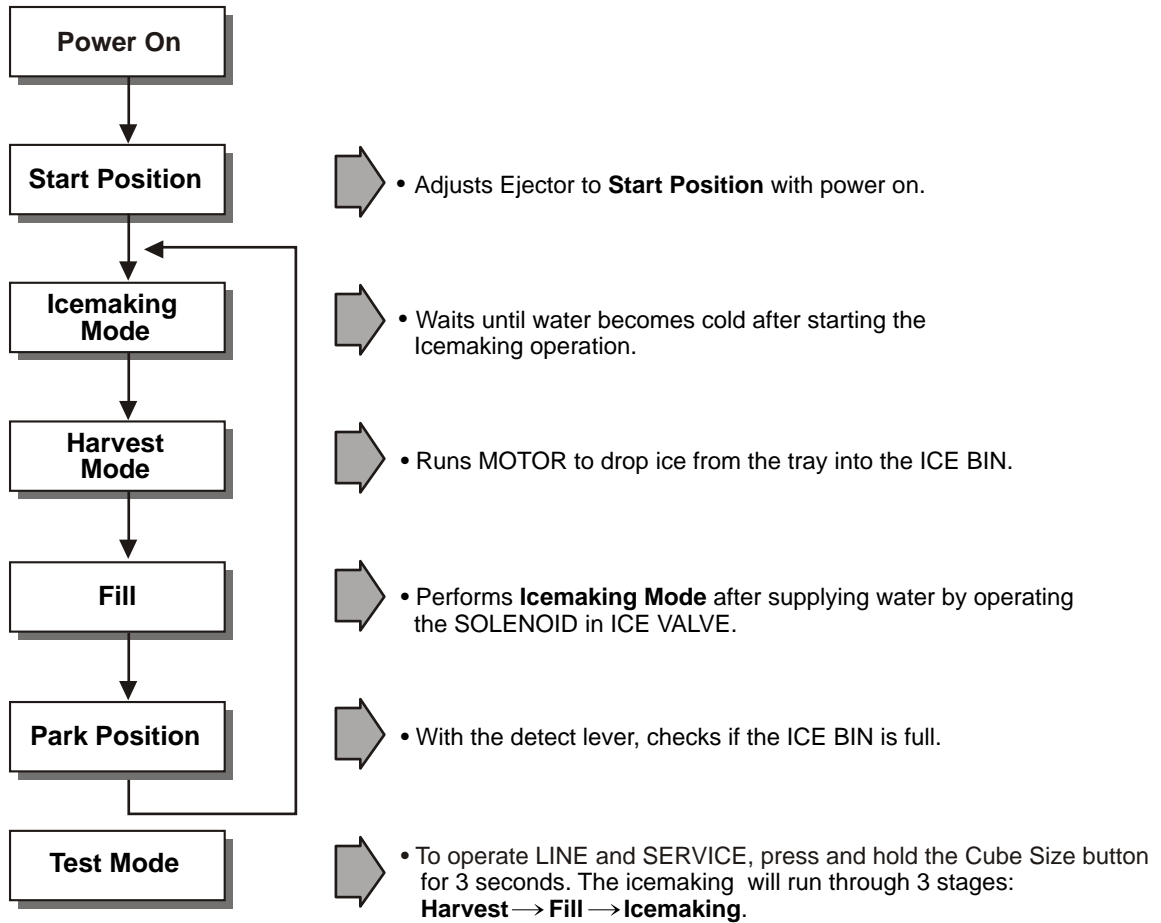 Power On
Start Position
• Adjusts Ejector to Start Position with power on.
Icemaking
Mode
• Waits until water becomes cold after starting the
Icemaking operation.
Harvest
Mode
• Runs MOTOR to drop ice from the tray into the ICE BIN.
Fill
• Performs Icemaking Mode after supplying water by operating
the SOLENOID in ICE VALVE.
Park Position
• With the detect lever, checks if the ICE BIN is full.
Test Mode
• To operate LINE and SERVICE, press and hold the Cube Size button
for 3 seconds. The icemaking will run through 3 stages:
Harvest→Fill→Icemaking.